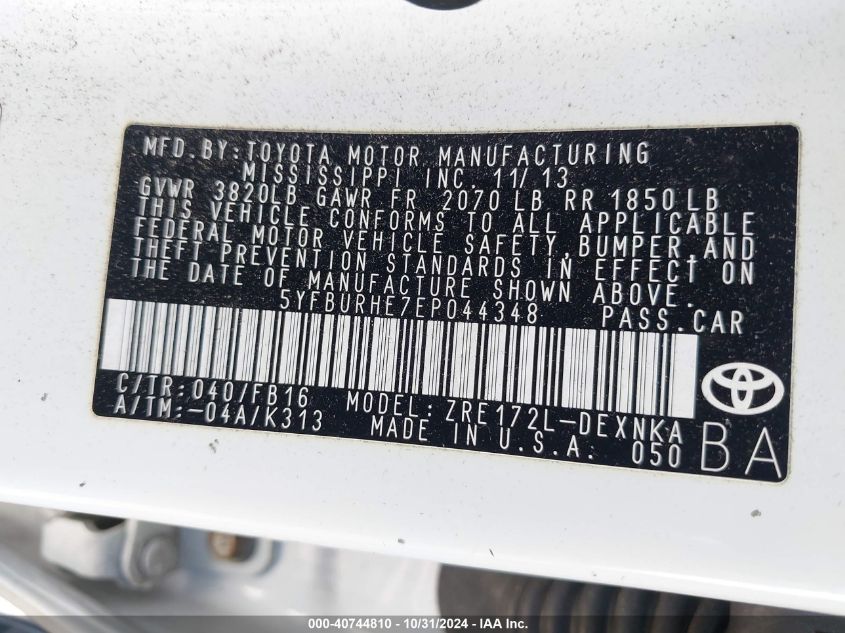 MFD.BY:TOYOTA MOTOR MANUFACTURING
MISSISSIPPI INC. 11/13
GVWR 3820LB GAWR FR 2070 LB RR 1850 LB
THIS VEHICLE CONFORMS TO ALL APPLICABLE
FEDERAL MOTOR VEHICLE SAFETY,BUMPER,AND
THEFT PREVENTION STANDARDS IN EFFECT ON
THE DATE OF MANUFACTURE SHOWN ABOVE.
5YFBURHE7EP044348 PASS.CAR
C/TR:040/FB16 MODEL:ZRE172L-DEXNKA
A/TM:-04A/K313 MADE IN U.S.A. 050 BA
000-40744810 | 10/31/2024 - IAA Inc.